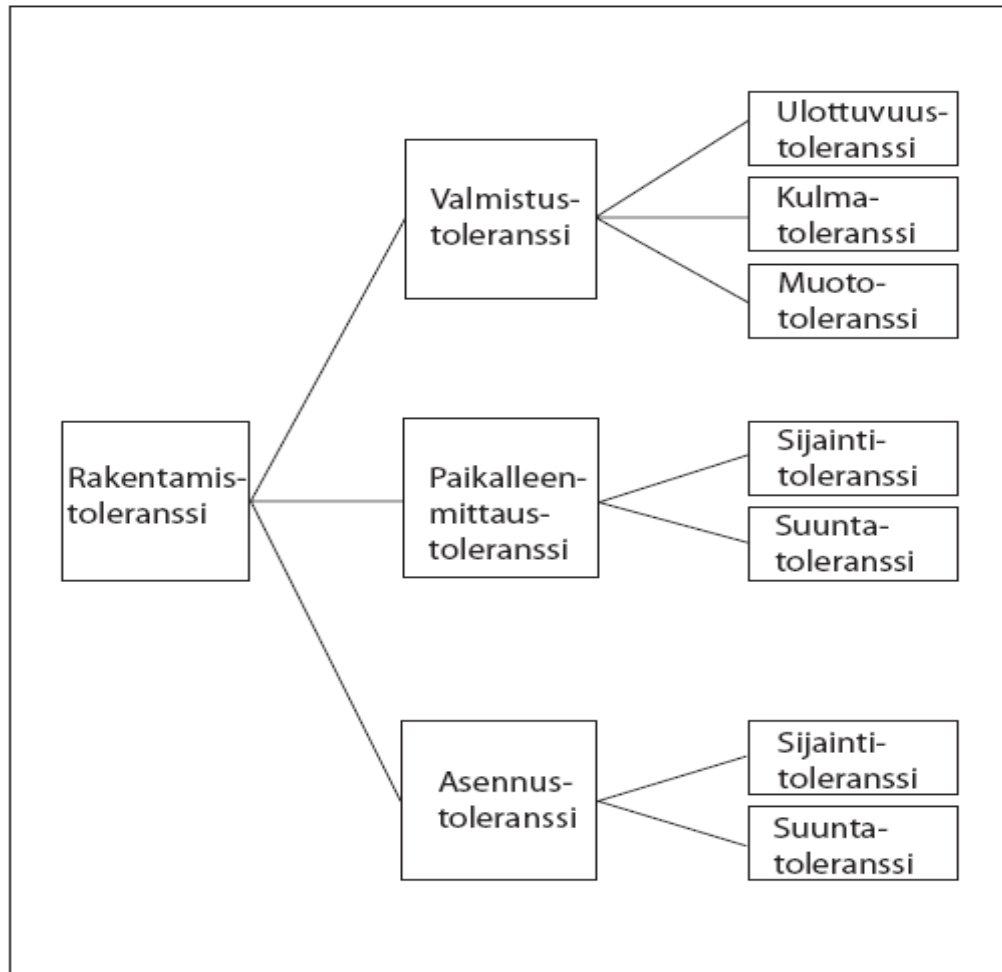 Rakentamis-
toleranssi
Valmistus-
toleranssi
Ulottuvuus-
toleranssi
Kulma-
toleranssi
Muoto-
toleranssi
Paikalleen-
mittaus-
toleranssi
Sijainti-
toleranssi
Suunta-
toleranssi
Asennus-
toleranssi
Sijainti-
toleranssi
Suunta-
toleranssi